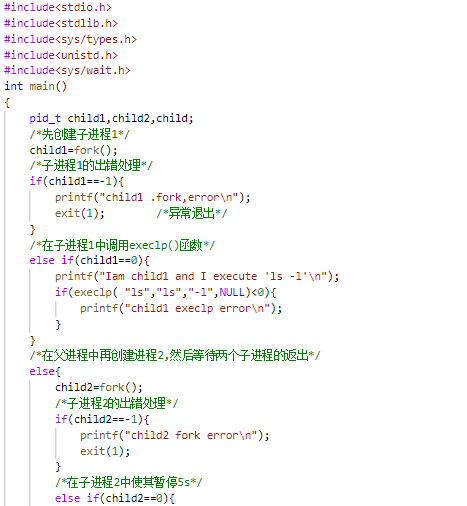 #include<stdio.h>
#include<stdlib.h>
#include<sys/types.h>
#include<unistd.h>
#include<sys/wait.h>
int main()
{
    pid_t child1,child2,child;
    /*先创建子进程1*/
    child1=fork();
    /*子进程1的出错处理*/
    if(child1==-1){
        printf("child1 .fork,error\n");
        exit(1);        /*异常退出*/
    }
    /*在子进程1中调用execlp()函数*/
    else if(child1==0){
        printf("Iam child1 and I execute 'ls -l'\n");
        if(execlp( "ls","ls","-l",NULL)<0){
            printf("child1 execlp error\n");
        }
    }
    /*在父进程中再创建进程2,然后等待两个子进程的返出*/
    else{
        child2=fork();
        /*子进程2的出错处理*/
        if(child2==-1){
            printf("child2 fork error\n");
            exit(1);
        }
        /*在子进程2中使其暂停5s*/
        else if(child2==0){